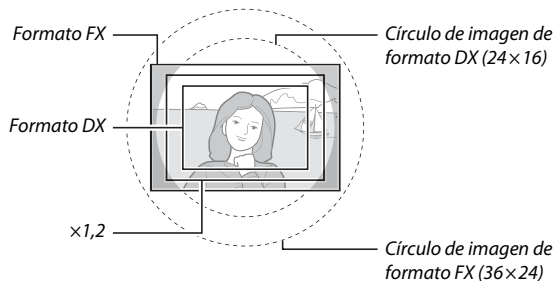 Formato FX
Formato DX
×1,2
Círculo de imagen de
formato DX (24×16)
Círculo de imagen de
formato FX (36×24)